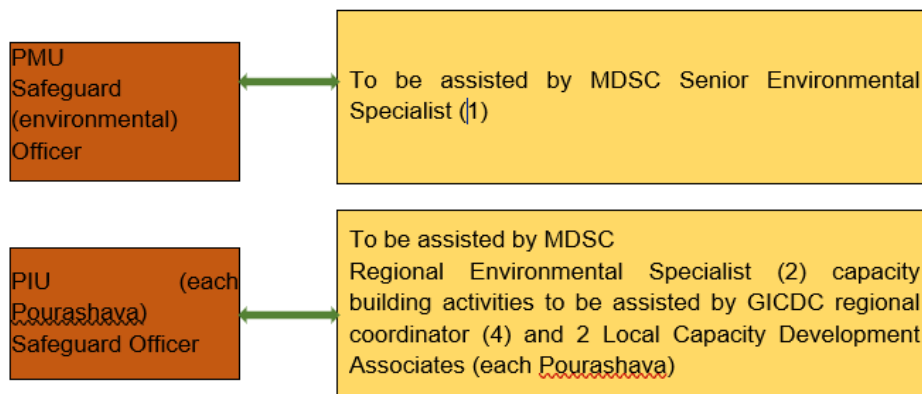 PMU
Safeguard
(environmental)
Officer
To be assisted by MDSC Senior Environmental
Specialist (1)
PIU (each
Pourashava)
Safeguard Officer
To be assisted by MDSC
Regional Environmental Specialist (2) capacity
building activities to be assisted by GICDC regional
coordinator (4) and 2 Local Capacity Development
Associates (each Pourashava)